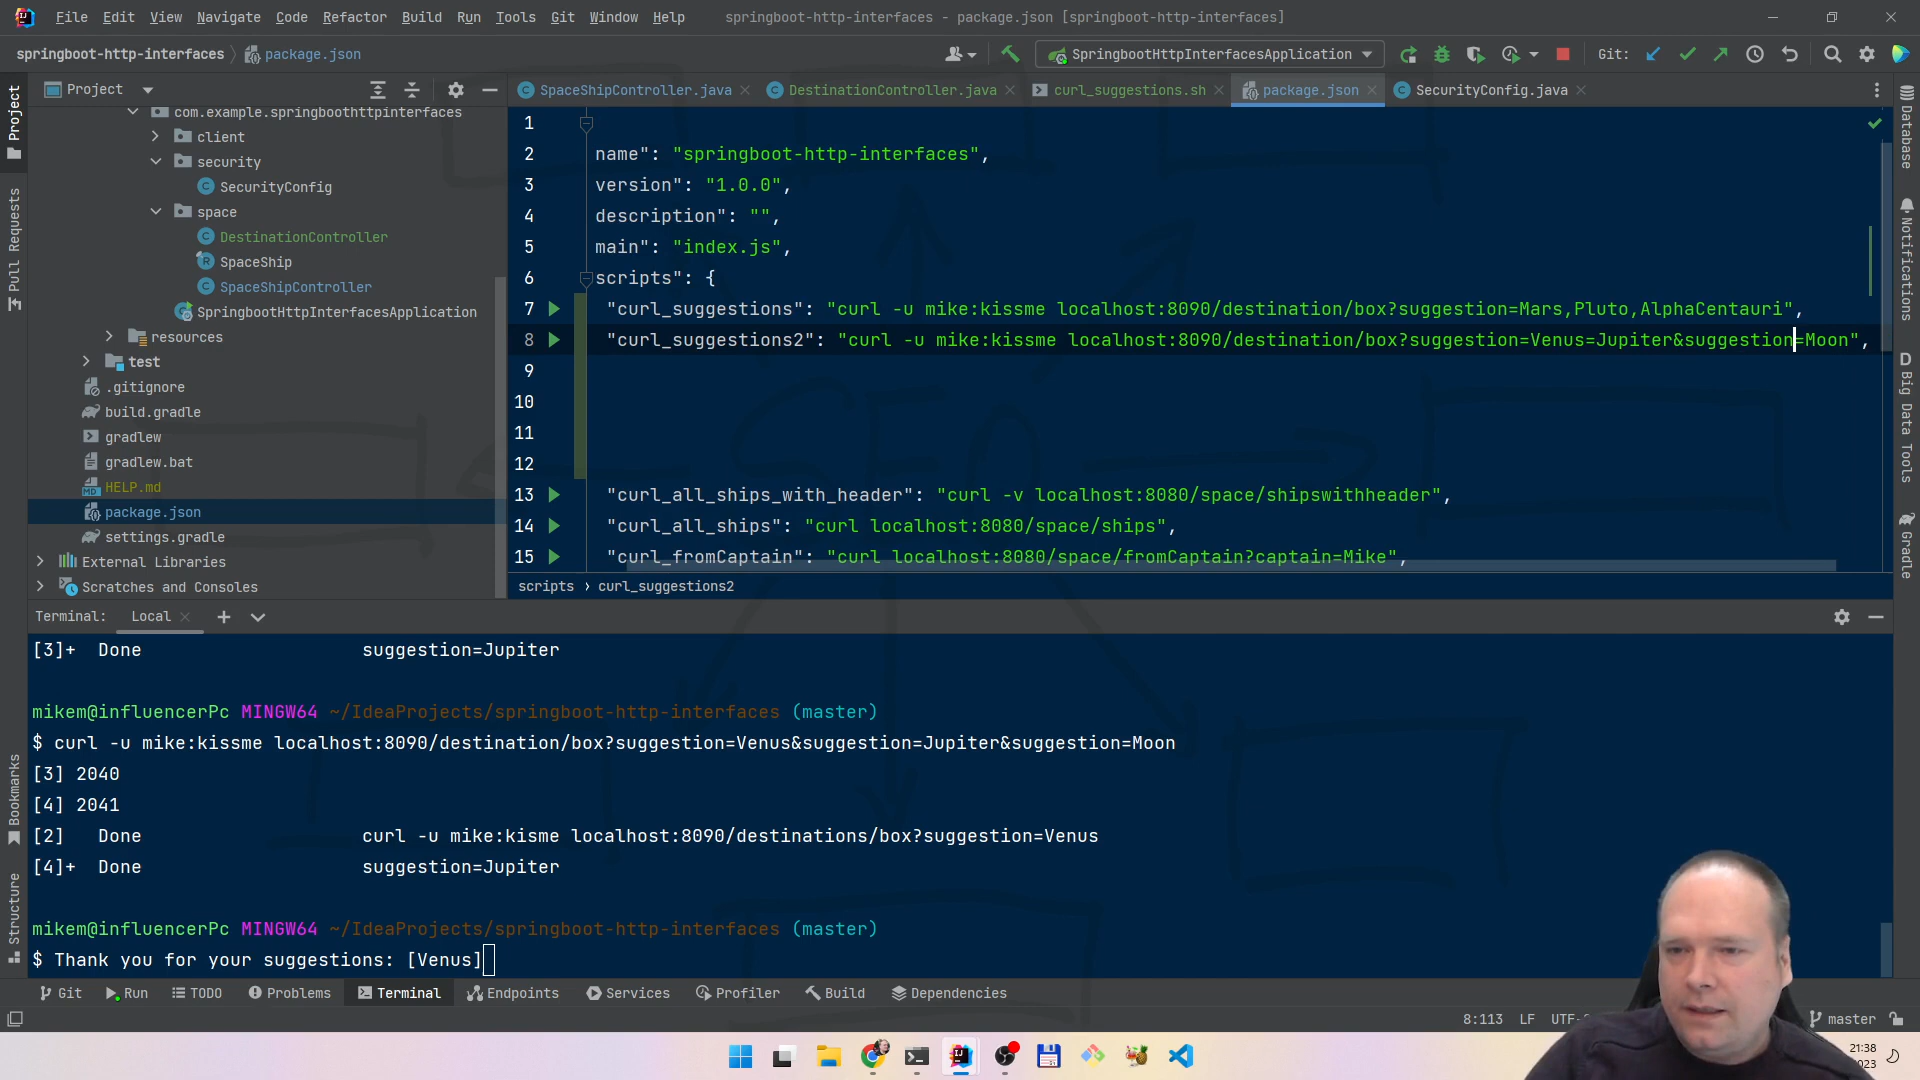 File Edit View Navigate Code Refactor Build Run Tools Git Window Help springboot-http-interfaces - package.json [springboot-http-interfaces]
springboot-http-interfaces package.json SpringbootHttpInterfacesApplication Git:
Project SpaceShipController.java DestinationController.java curl_suggestions.sh package.json SecurityConfig.java
Project
Pull Requests
Bookmarks
Structure
com.example.springboothttpinterfaces
client
security
SecurityConfig
space
DestinationController
SpaceShip
SpaceShipController
SpringbootHttpInterfacesApplication
resources
test
.gitignore
build.gradle
gradlew
gradlew.bat
HELP.md
package.json
settings.gradle
External Libraries
Scratches and Consoles
1
2 name": "springboot-http-interfaces",
3 version": "1.0.0",
4 description": "",
5 main": "index.js",
6 scripts": {
7 "curl_suggestions": "curl -u mike:kissme localhost:8090/destination/box?suggestion=Mars,Pluto,AlphaCentauri",
8 "curl_suggestions2": "curl -u mike:kissme localhost:8090/destination/box?suggestion=Venus=Jupiter&suggestion=Moon",
9
10
11
12
13 "curl_all_ships_with_header": "curl -v localhost:8080/space/shipswithheader",
14 "curl_all_ships": "curl localhost:8080/space/ships",
15 "curl_fromCaptain": "curl localhost:8080/space/fromCaptain?captain=Mike",
scripts › curl_suggestions2
Database
Notifications
D Big Data Tools
Gradle
Terminal: Local
[3]+ Done suggestion=Jupiter
mikem@influencerPc MINGW64 ~/IdeaProjects/springboot-http-interfaces (master)
$ curl -u mike:kissme localhost:8090/destination/box?suggestion=Venus&suggestion=Jupiter&suggestion=Moon
[3] 2040
[4] 2041
[2] Done curl -u mike:kisme localhost:8090/destinations/box?suggestion=Venus
[4]+ Done suggestion=Jupiter
mikem@influencerPc MINGW64 ~/IdeaProjects/springboot-http-interfaces (master)
$ Thank you for your suggestions: [Venus]
Git Run TODO Problems Terminal Endpoints Services Profiler Build Dependencies
8:113 LF UTF- master
21:38
2023